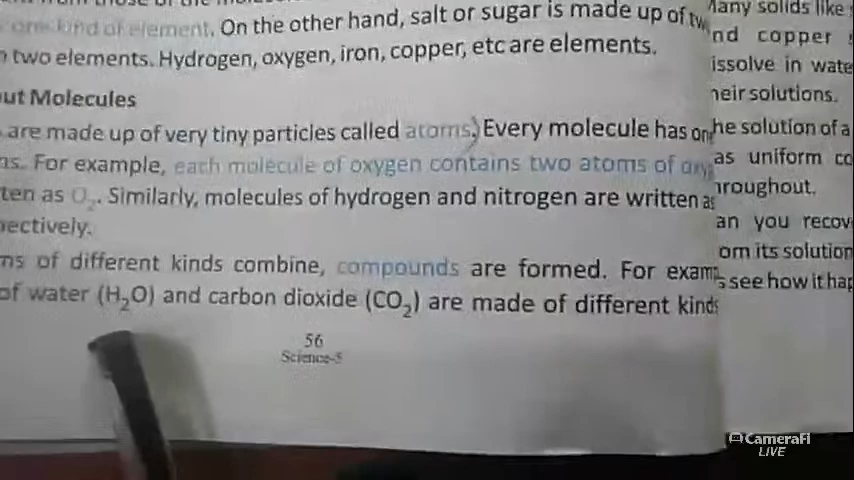 one kind of element. On the other hand, salt or sugar is made up of
two elements. Hydrogen, oxygen, iron, copper, etc are elements.
ut Molecules
are made up of very tiny particles called atoms. Every molecule has on
ns. For example, each molecule of oxygen contains two atoms of oxy
ten as O₂. Similarly, molecules of hydrogen and nitrogen are written as
pectively.
ms of different kinds combine, compounds are formed. For examp
of water (H₂O) and carbon dioxide (CO₂) are made of different kinds
56
Science-5
Many solids like
nd copper
issolve in wate
heir solutions.
he solution of a
as uniform co
hroughout.
an you recov
om its solution
s see how it hap
CameraFi
LIVE